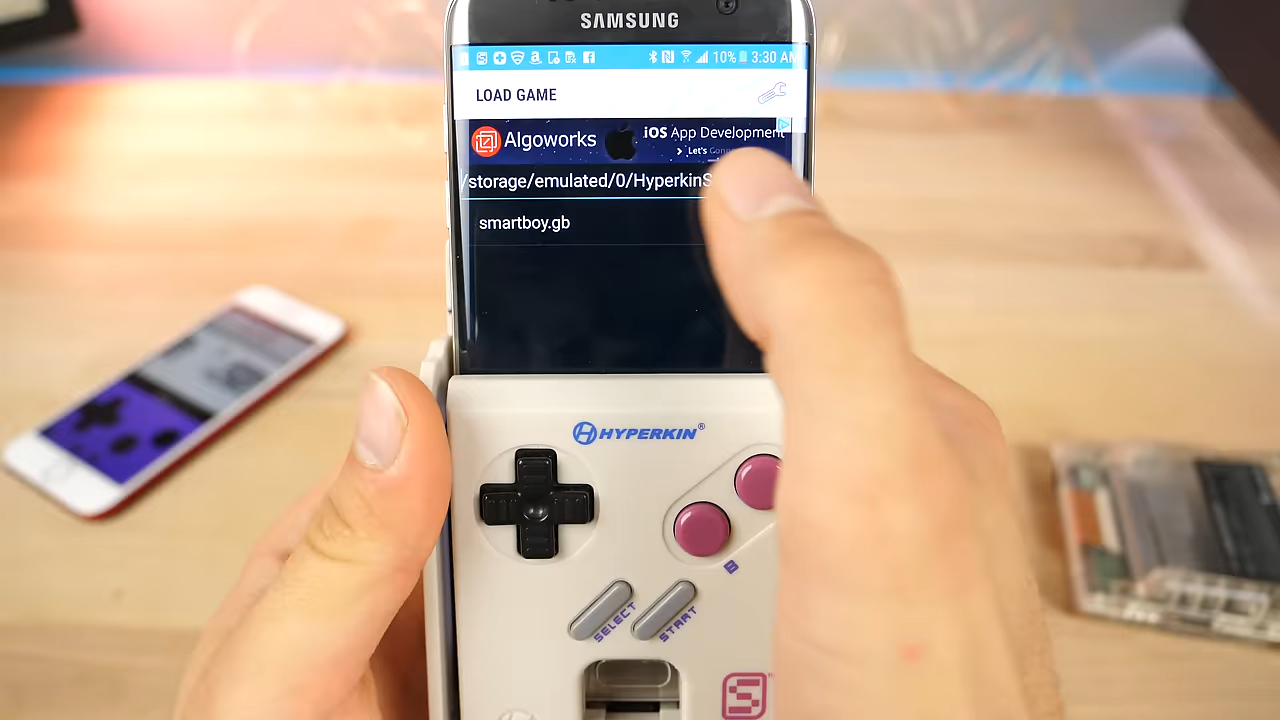 SAMSUNG
10% 3:30 AM
LOAD GAME
Algoworks
iOS App Development
Let's
/storage/emulated/0/HyperkinS
smartboy.gb
HYPERKIN®
B
SELECT
START
S